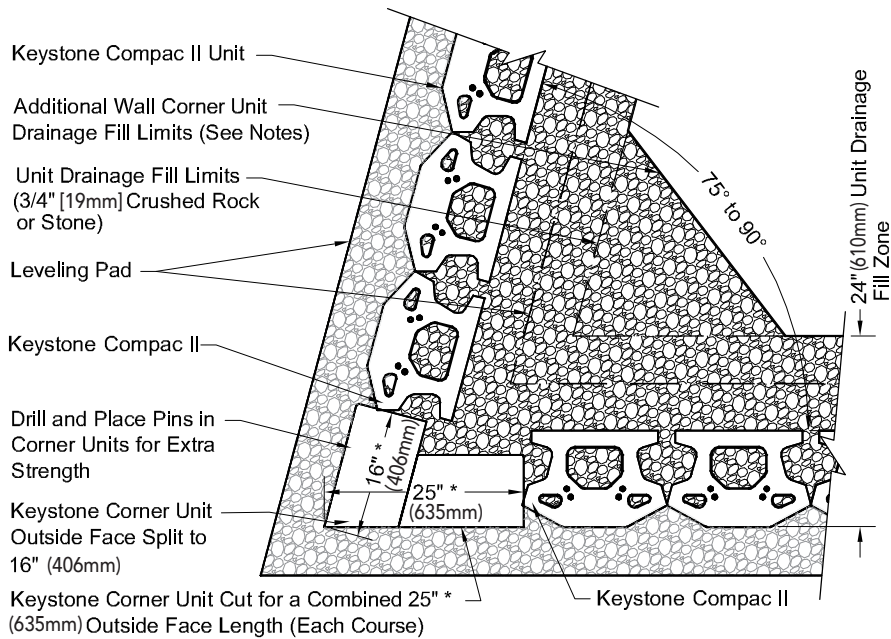 Keystone Compac II Unit
Additional Wall Corner Unit
Drainage Fill Limits (See Notes)
Unit Drainage Fill Limits
(3/4" [19mm] Crushed Rock
or Stone)
Leveling Pad
Keystone Compac II
Drill and Place Pins in
Corner Units for Extra
Strength
Keystone Corner Unit
Outside Face Split to
16" (406mm)
Keystone Corner Unit Cut for a Combined 25" *
(635mm) Outside Face Length (Each Course)
16" *
(406mm)
25" *
(635mm)
75° to 90°
24" (610mm) Unit Drainage
Fill Zone
Keystone Compac II